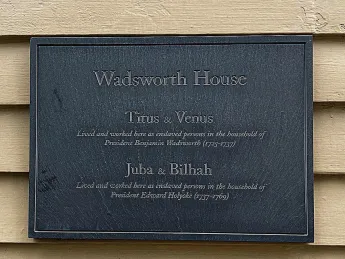 Wadsworth House
Titus & Venus
Lived and worked here as enslaved persons in the household of
President Benjamin Wadsworth (1725-1737)
Juba & Bilhah
Lived and worked here as enslaved persons in the household of
President Edward Holyoke (1737-1769)